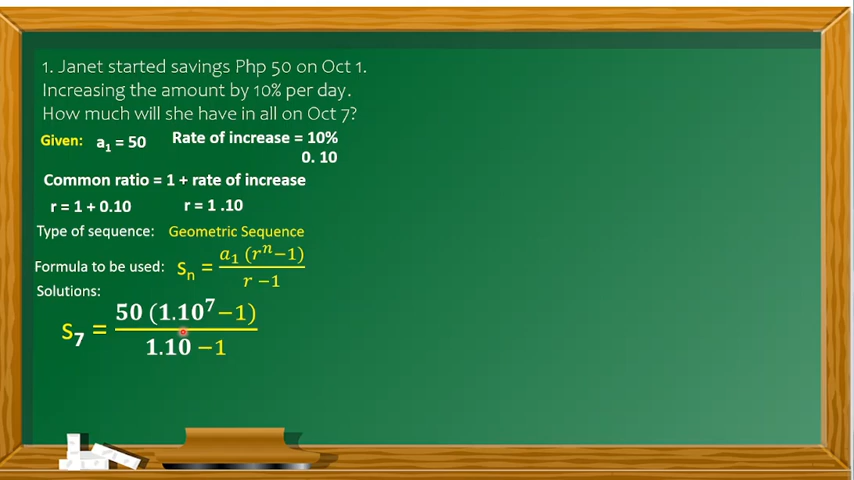 1. Janet started savings Php 50 on Oct 1.
Increasing the amount by 10% per day.
How much will she have in all on Oct 7?
Given: a₁ = 50 Rate of increase = 10%
0. 10
Common ratio = 1 + rate of increase
r = 1 + 0.10 r = 1 .10
Type of sequence: Geometric Sequence
Formula to be used: Sₙ = a₁ (rⁿ−1) / r −1
Solutions:
S₇ = 50 (1.10⁷−1) / 1.10 −1